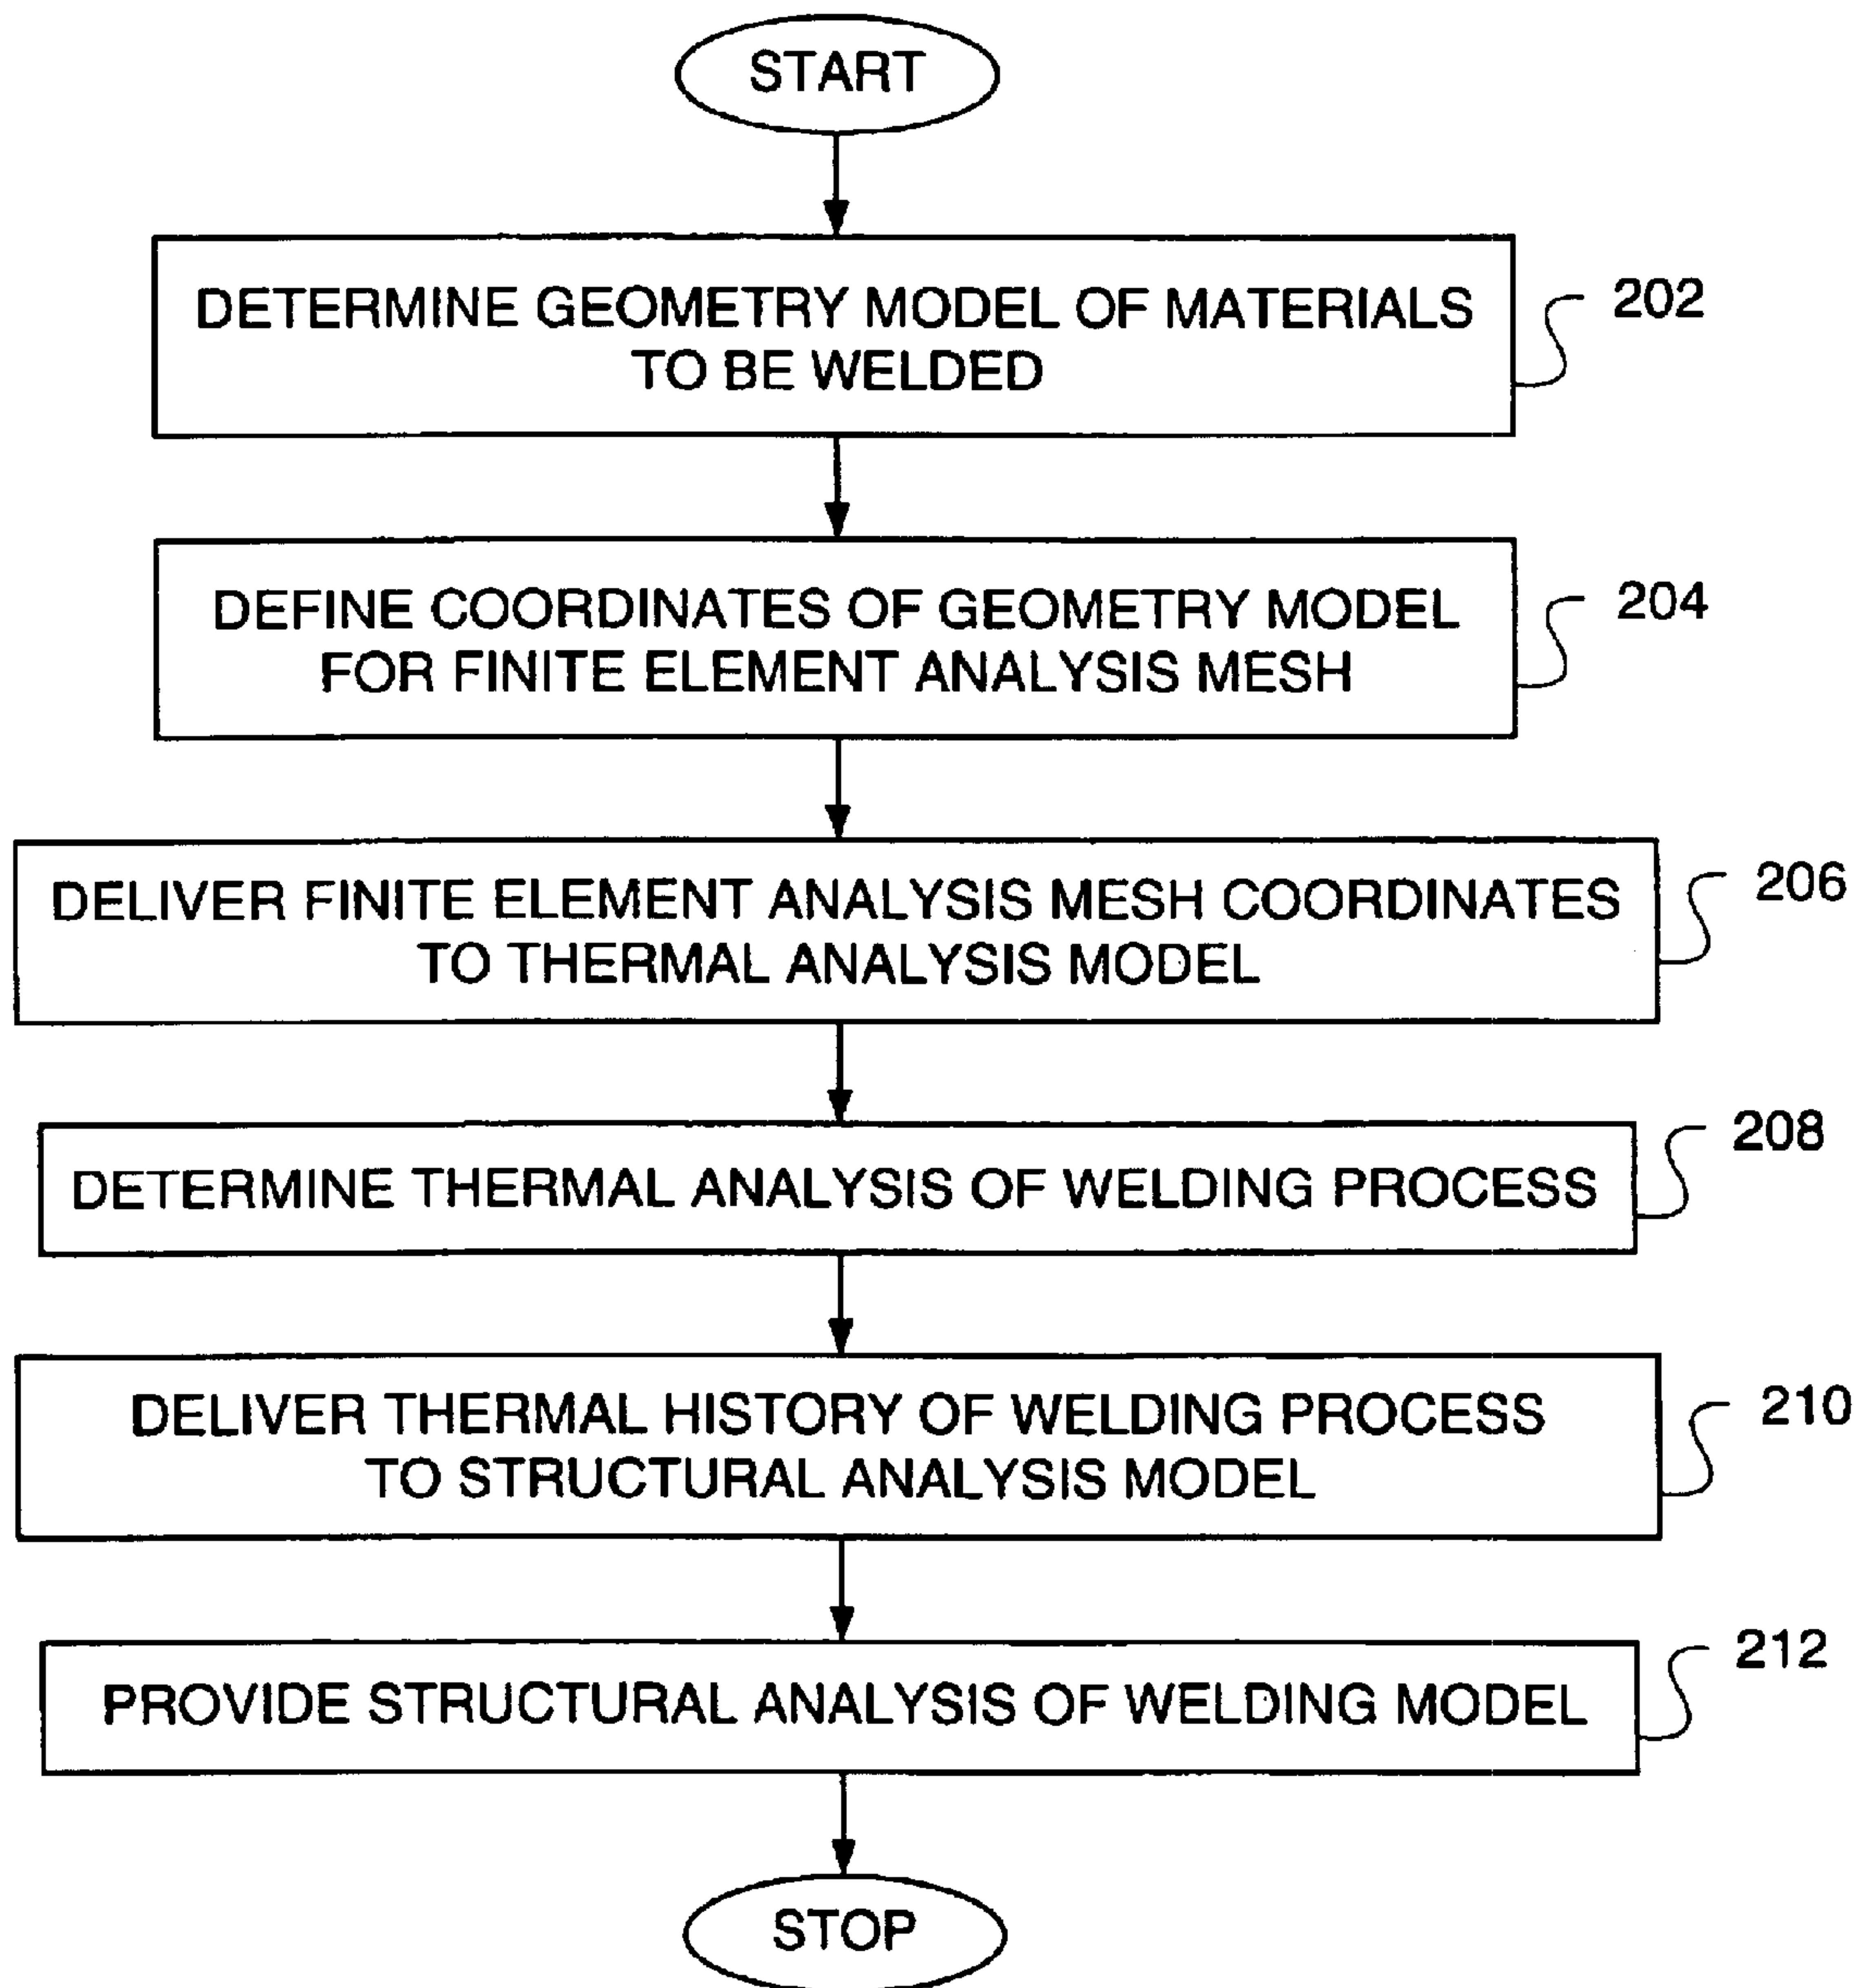 START
DETERMINE GEOMETRY MODEL OF MATERIALS
TO BE WELDED
202
DEFINE COORDINATES OF GEOMETRY MODEL
FOR FINITE ELEMENT ANALYSIS MESH
204
DELIVER FINITE ELEMENT ANALYSIS MESH COORDINATES
TO THERMAL ANALYSIS MODEL
206
DETERMINE THERMAL ANALYSIS OF WELDING PROCESS
208
DELIVER THERMAL HISTORY OF WELDING PROCESS
TO STRUCTURAL ANALYSIS MODEL
210
PROVIDE STRUCTURAL ANALYSIS OF WELDING MODEL
212
STOP